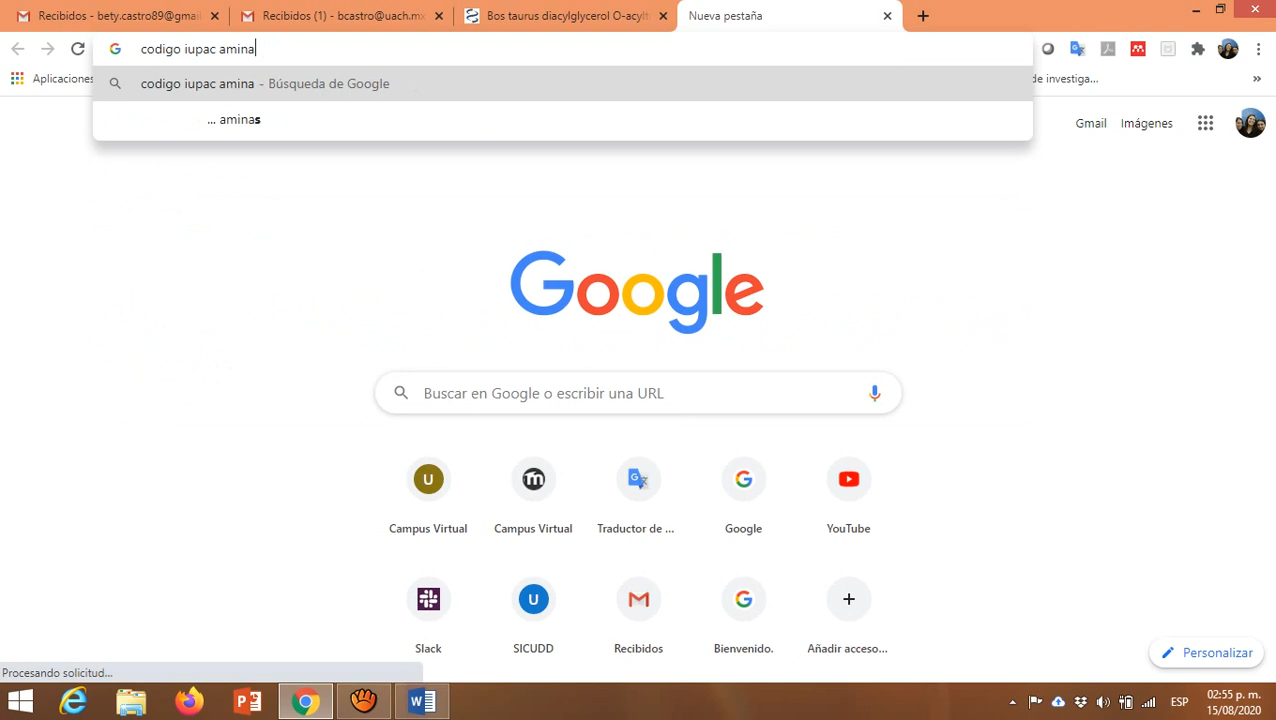 Recibidos - bety.castro89@gmail
Recibidos (1) - bcastro@uach.mx
Bos taurus diacylglycerol O-acylt
Nueva pestaña
codigo iupac amina
codigo iupac amina - Búsqueda de Google
... aminas
Aplicaciones
de investiga...
»
Gmail
Imágenes
Google
Buscar en Google o escribir una URL
U
Campus Virtual
Campus Virtual
Traductor de ...
Google
YouTube
U
Slack
SICUDD
Recibidos
Bienvenido.
Añadir acceso...
Personalizar
Procesando solicitud...
ESP
02:55 p. m.
15/08/2020